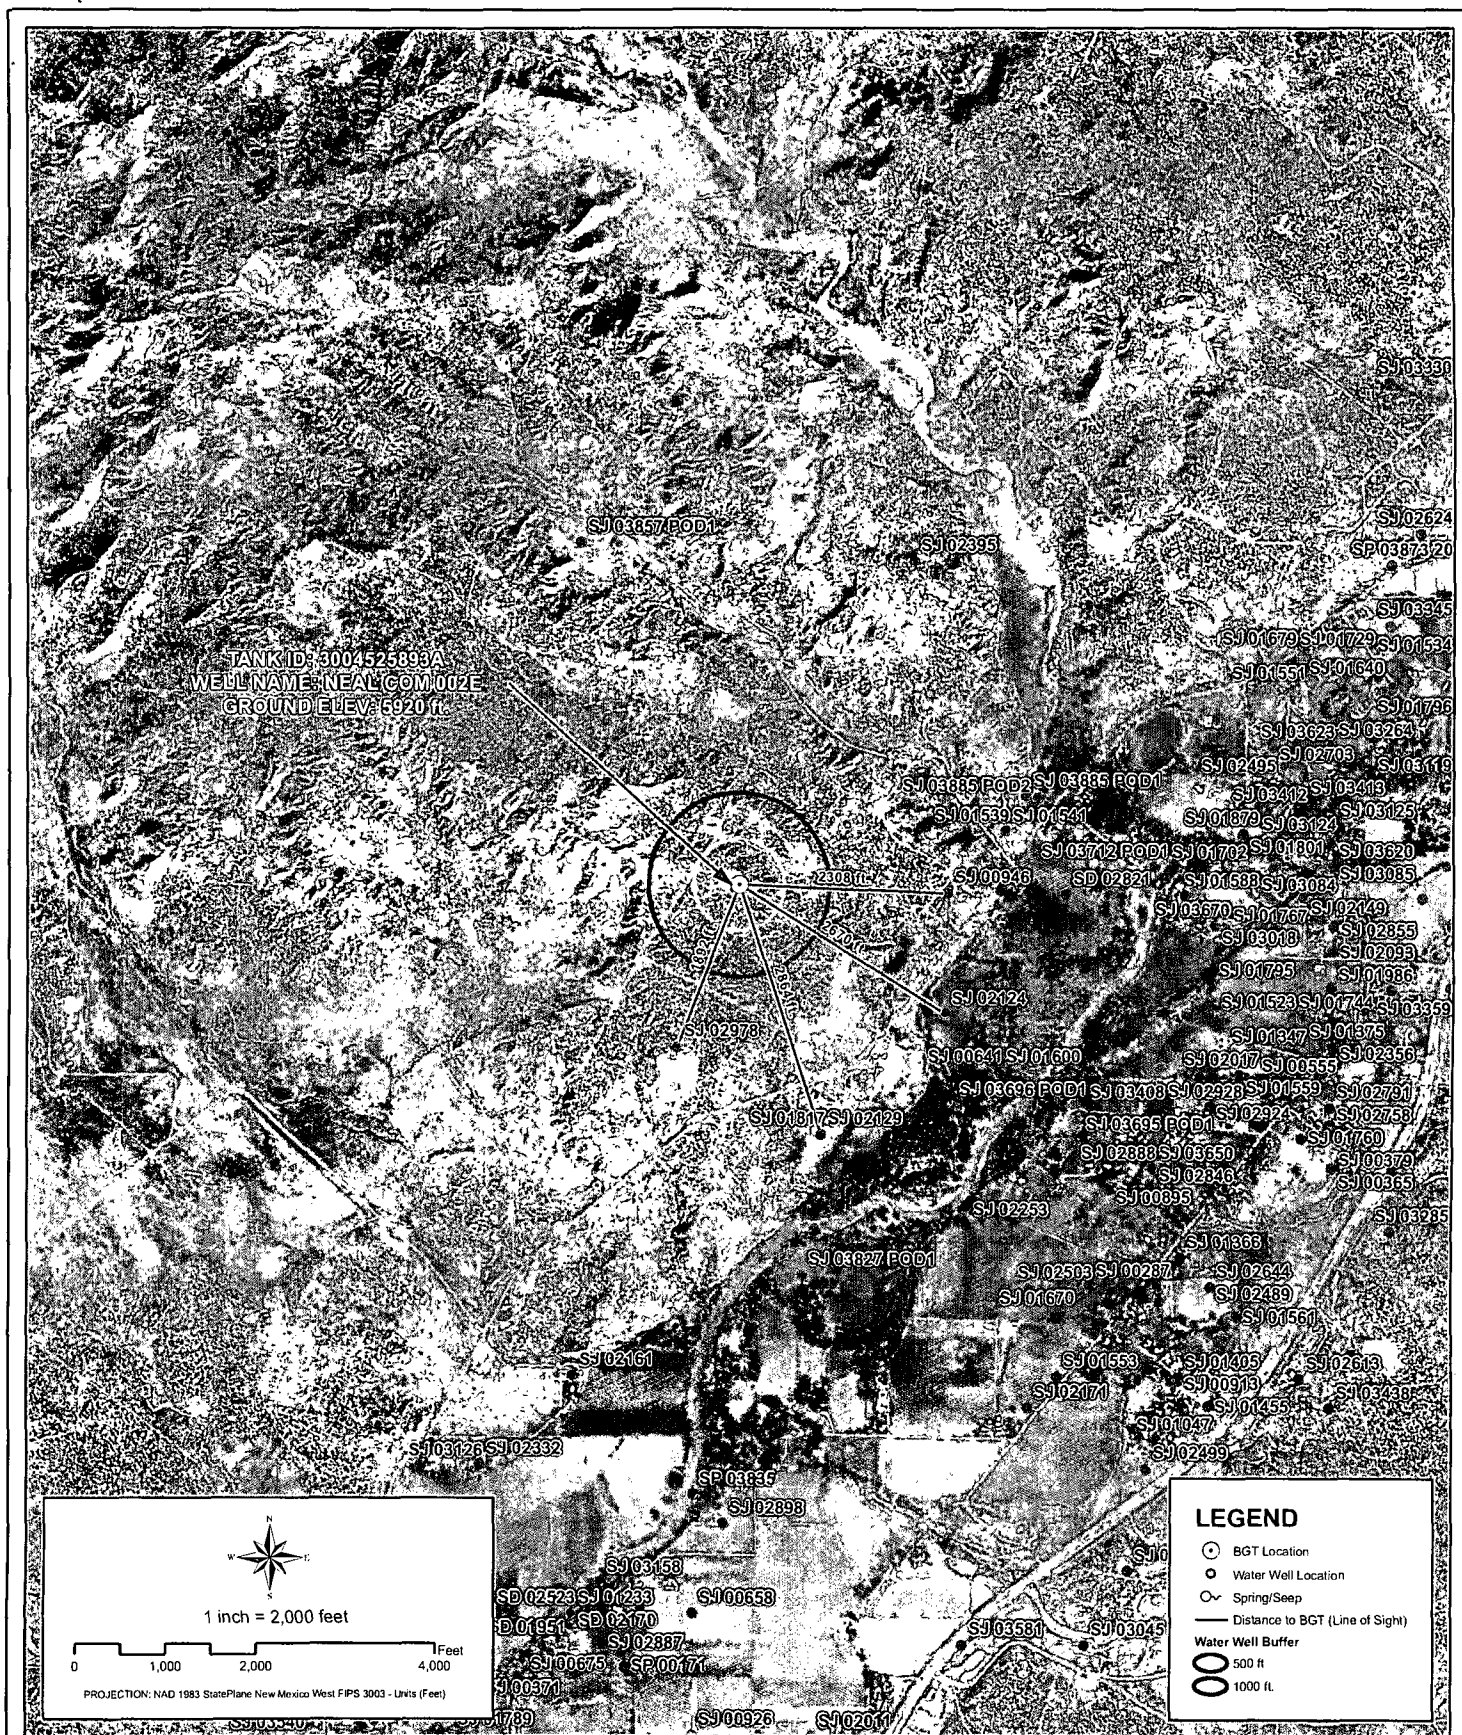 SJ 03330
SJ 03857 POD1
SJ 02395
SJ 02624
SP 03873 20
SJ 03345
SJ 01679 SJ 01729
SJ 01534
SJ 01551 SJ 01640
TANK ID: 3004525893A
WELL NAME: NEAL COM 002E
GROUND ELEV: 5920 ft.
SJ 01796
SJ 03623 SJ 03264
SJ 02703
SJ 02495
SJ 03119
SJ 03885 POD2 SJ 03885 POD1
SJ 03412 SJ 03413
SJ 01539 SJ 01541
SJ 01879 SJ 03124 SJ 03125
SJ 03712 POD1 SJ 01702 SJ 01801 SJ 03620
2308 ft.
SJ 00946
SD 02821 SJ 01588 SJ 03084 SJ 03085
SJ 03670 SJ 01767 SJ 02149
2670 ft.
1822 ft.
SJ 03018 SJ 02855
SJ 02093
SJ 01795 SJ 01986
SJ 02124
SJ 01523 SJ 01744 SJ 03359
SJ 02978
SJ 01347 SJ 01375
SJ 00641 SJ 01600
SJ 02017 SJ 00555 SJ 02356
SJ 03696 POD1 SJ 03408 SJ 02928 SJ 01559 SJ 02791
SJ 01817 SJ 02129
SJ 03695 POD1 SJ 02924 SJ 02758
SJ 01760
SJ 02888 SJ 03650
SJ 02846 SJ 00379
SJ 00895 SJ 00365
SJ 02253
SJ 03285
SJ 01366
SJ 03827 POD1
SJ 02503 SJ 00287 SJ 02644
SJ 01670 SJ 02489
SJ 01561
SJ 02161
SJ 01553 SJ 01405 SJ 02613
SJ 02171 SJ 00913 SJ 03438
SJ 01455
SJ 01047
SJ 03126 SJ 02332
SJ 02499
SP 03835
SJ 02898
SJ 03158
SD 02523 SJ 01233
SJ 00658
D 01951 SD 02170
SJ 02887
SJ 00675 SP 00171
J 00371
SJ 03581
SJ 03045
SJ 0
SJ 00926 SJ 02011
N
W E
S
1 inch = 2,000 feet
Feet
0 1,000 2,000 4,000
PROJECTION: NAD 1983 StatePlane New Mexico West FIPS 3003 - Units (Feet)
LEGEND
BGT Location
Water Well Location
Spring/Seep
Distance to BGT (Line of Sight)
Water Well Buffer
500 ft
1000 ft.